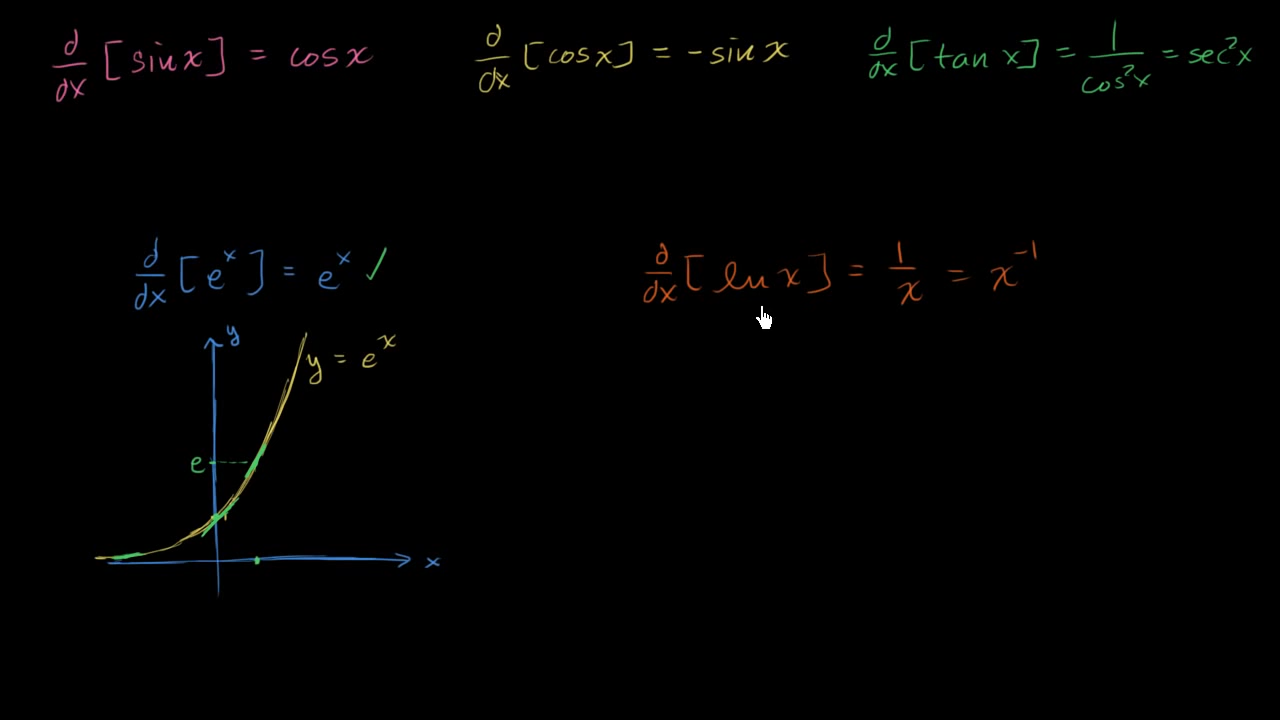 d/dx [sin x] = cos x
d/dx [cos x] = -sin x
d/dx [tan x] = 1/cos²x = sec²x
d/dx [eˣ] = eˣ ✓
d/dx [ln x] = 1/x = x⁻¹
y
y = eˣ
e
1
x